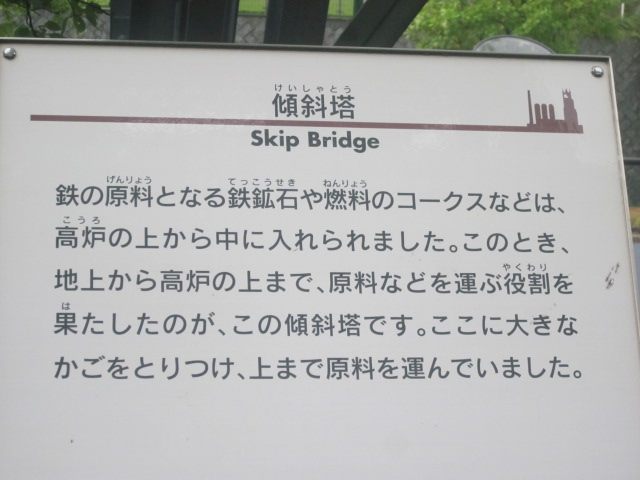 けいしゃとう
傾斜塔
Skip Bridge
げんりょう てっこうせき ねんりょう
鉄の原料となる鉄鉱石や燃料のコークスなどは、
こうろ
高炉の上から中に入れられました。このとき、
やくわり
地上から高炉の上まで、原料などを運ぶ役割を
は
果たしたのが、この傾斜塔です。ここに大きな
かごをとりつけ、上まで原料を運んでいました。